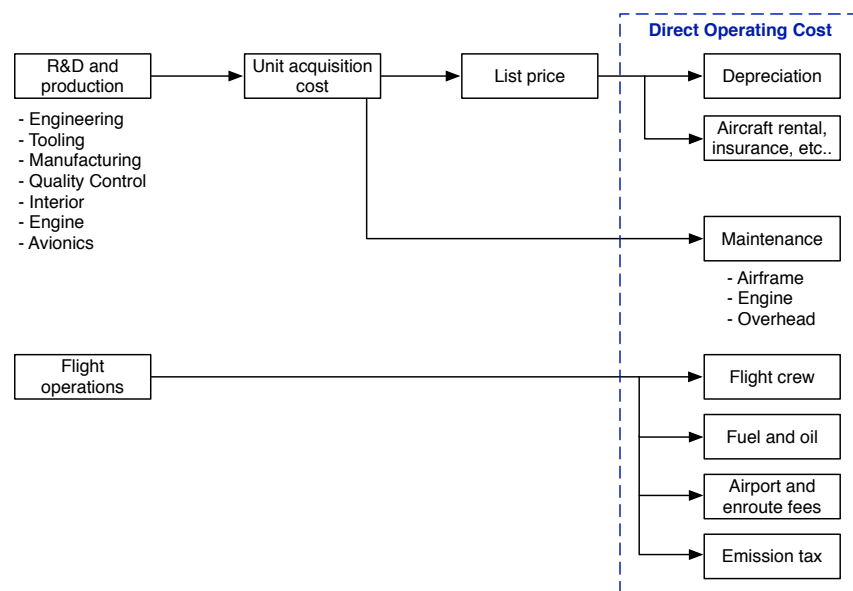 Direct Operating Cost
R&D and
production
Unit acquisition
cost
List price
Depreciation
Aircraft rental,
insurance, etc..
- Engineering
- Tooling
- Manufacturing
- Quality Control
- Interior
- Engine
- Avionics
Maintenance
- Airframe
- Engine
- Overhead
Flight
operations
Flight crew
Fuel and oil
Airport and
enroute fees
Emission tax